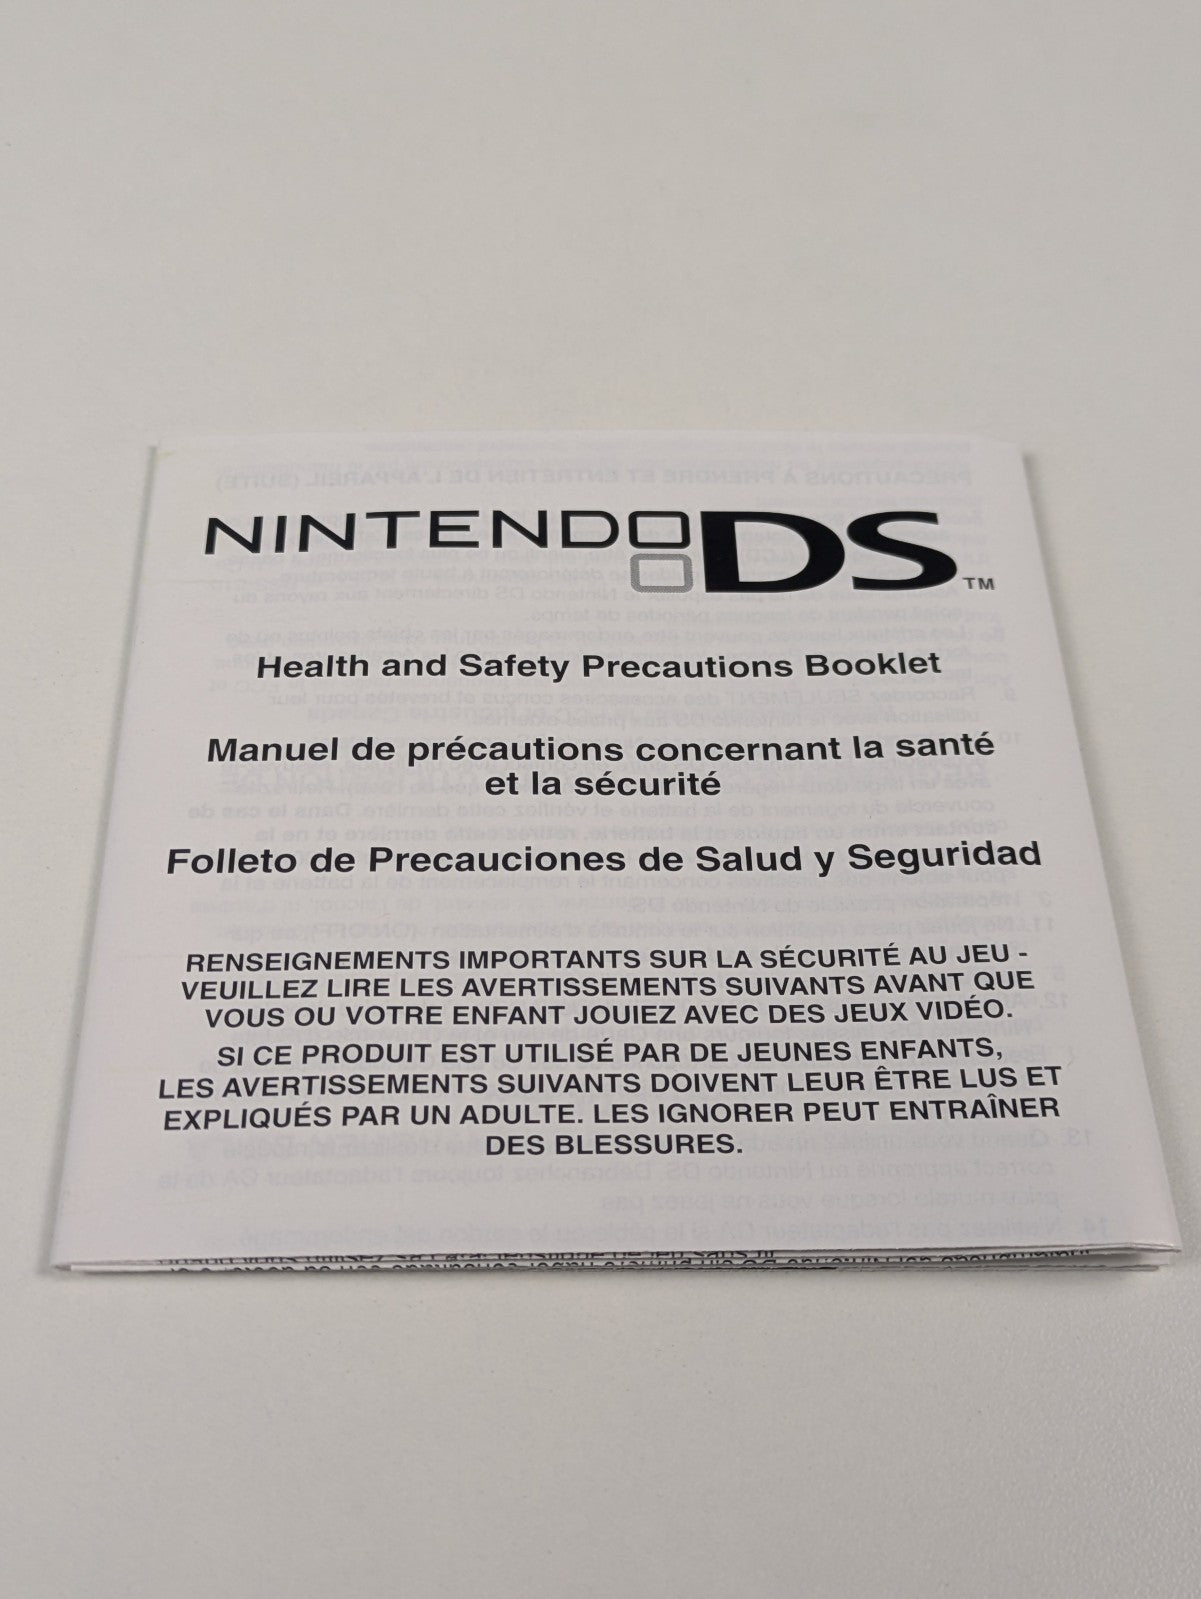 NINTENDO DS™
Health and Safety Precautions Booklet
Manuel de précautions concernant la santé
et la sécurité
Folleto de Precauciones de Salud y Seguridad
RENSEIGNEMENTS IMPORTANTS SUR LA SÉCURITÉ AU JEU -
VEUILLEZ LIRE LES AVERTISSEMENTS SUIVANTS AVANT QUE
VOUS OU VOTRE ENFANT JOUIEZ AVEC DES JEUX VIDÉO.
SI CE PRODUIT EST UTILISÉ PAR DE JEUNES ENFANTS,
LES AVERTISSEMENTS SUIVANTS DOIVENT LEUR ÊTRE LUS ET
EXPLIQUÉS PAR UN ADULTE. LES IGNORER PEUT ENTRAÎNER
DES BLESSURES.